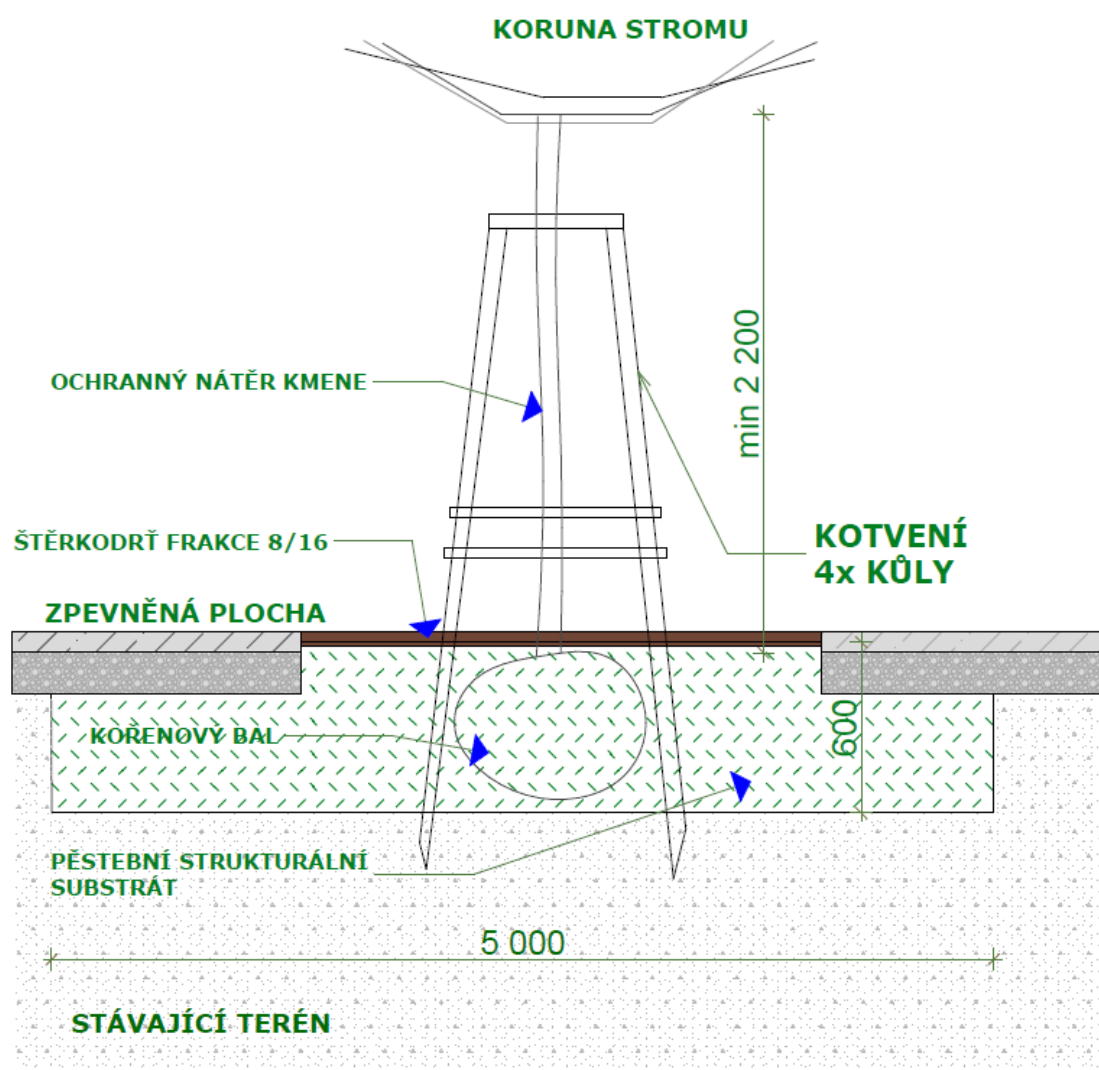 KORUNA STROMU
min 2 200
OCHRANNÝ NÁTĚR KMENE
ŠTĚRKODRŤ FRAKCE 8/16
KOTVENÍ
4x KŮLY
ZPEVNĚNÁ PLOCHA
600
KOŘENOVÝ BAL
PĚSTEBNÍ STRUKTURÁLNÍ
SUBSTRÁT
5 000
STÁVAJÍCÍ TERÉN